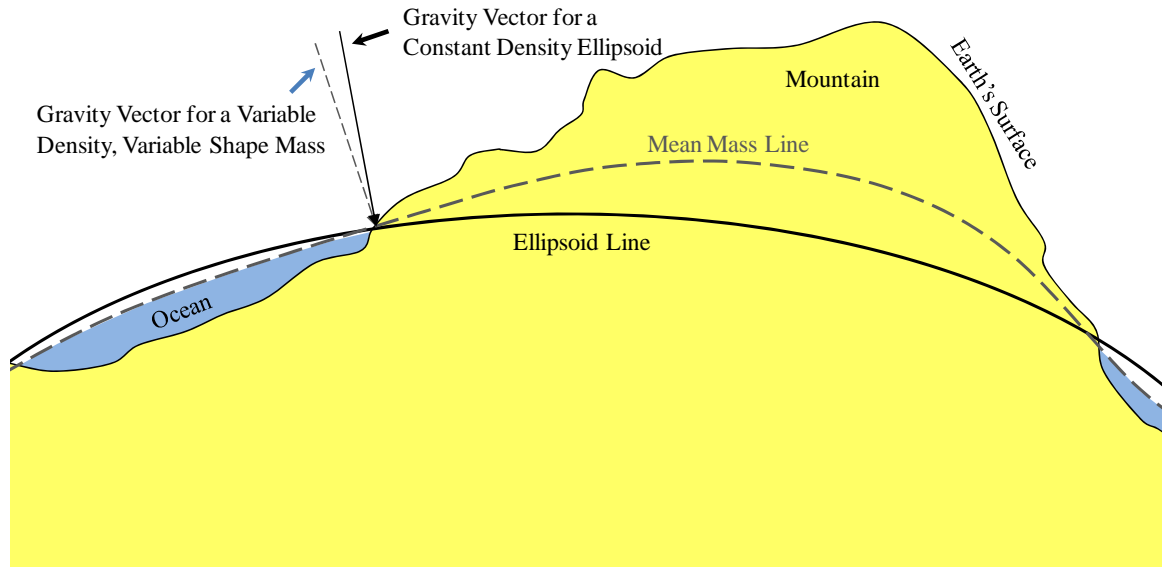 Gravity Vector for a
Constant Density Ellipsoid
Gravity Vector for a Variable
Density, Variable Shape Mass
Mountain
Earth's Surface
Mean Mass Line
Ellipsoid Line
Ocean